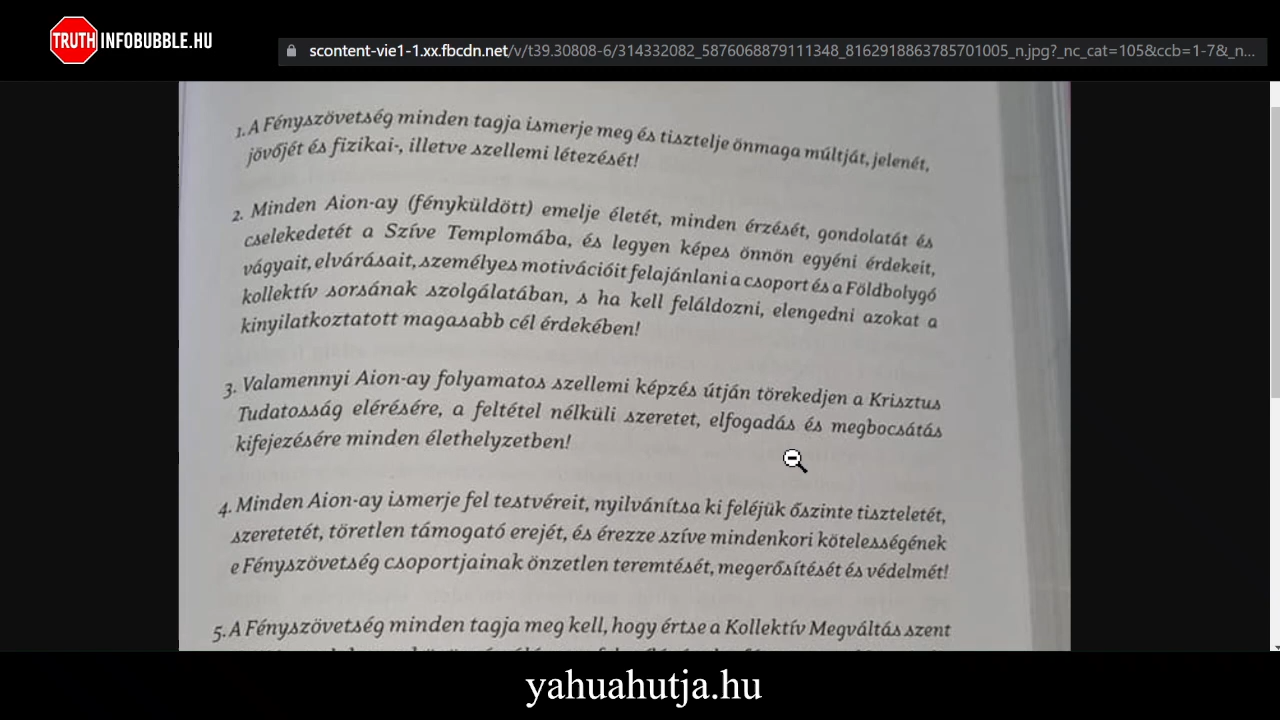 TRUTH INFOBUBBLE.HU
scontent-vie1-1.xx.fbcdn.net/v/t39.30808-6/314332082_5876068879111348_8162918863785701005_n.jpg?_nc_cat=105&ccb=1-7&_n...
1. A Fényszövetség minden tagja ismerje meg és tisztelje önmaga múltját, jelenét,
jövőjét és fizikai-, illetve szellemi létezését!
2. Minden Aion-ay (fényküldött) emelje életét, minden érzését, gondolatát és
cselekedetét a Szíve Templomába, és legyen képes önnön egyéni érdekeit,
vágyait, elvárásait, személyes motivációit felajánlani a csoport és a Földbolygó
kollektív sorsának szolgálatában, s ha kell feláldozni, elengedni azokat a
kinyilatkoztatott magasabb cél érdekében!
3. Valamennyi Aion-ay folyamatos szellemi képzés útján törekedjen a Krisztus
Tudatosság elérésére, a feltétel nélküli szeretet, elfogadás és megbocsátás
kifejezésére minden élethelyzetben!
4. Minden Aion-ay ismerje fel testvéreit, nyilvánítsa ki feléjük őszinte tiszteletét,
szeretetét, töretlen támogató erejét, és érezze szíve mindenkori kötelességének
e Fényszövetség csoportjainak önzetlen teremtését, megerősítését és védelmét!
5. A Fényszövetség minden tagja meg kell, hogy értse a Kollektív Megváltás szent
yahuahutja.hu